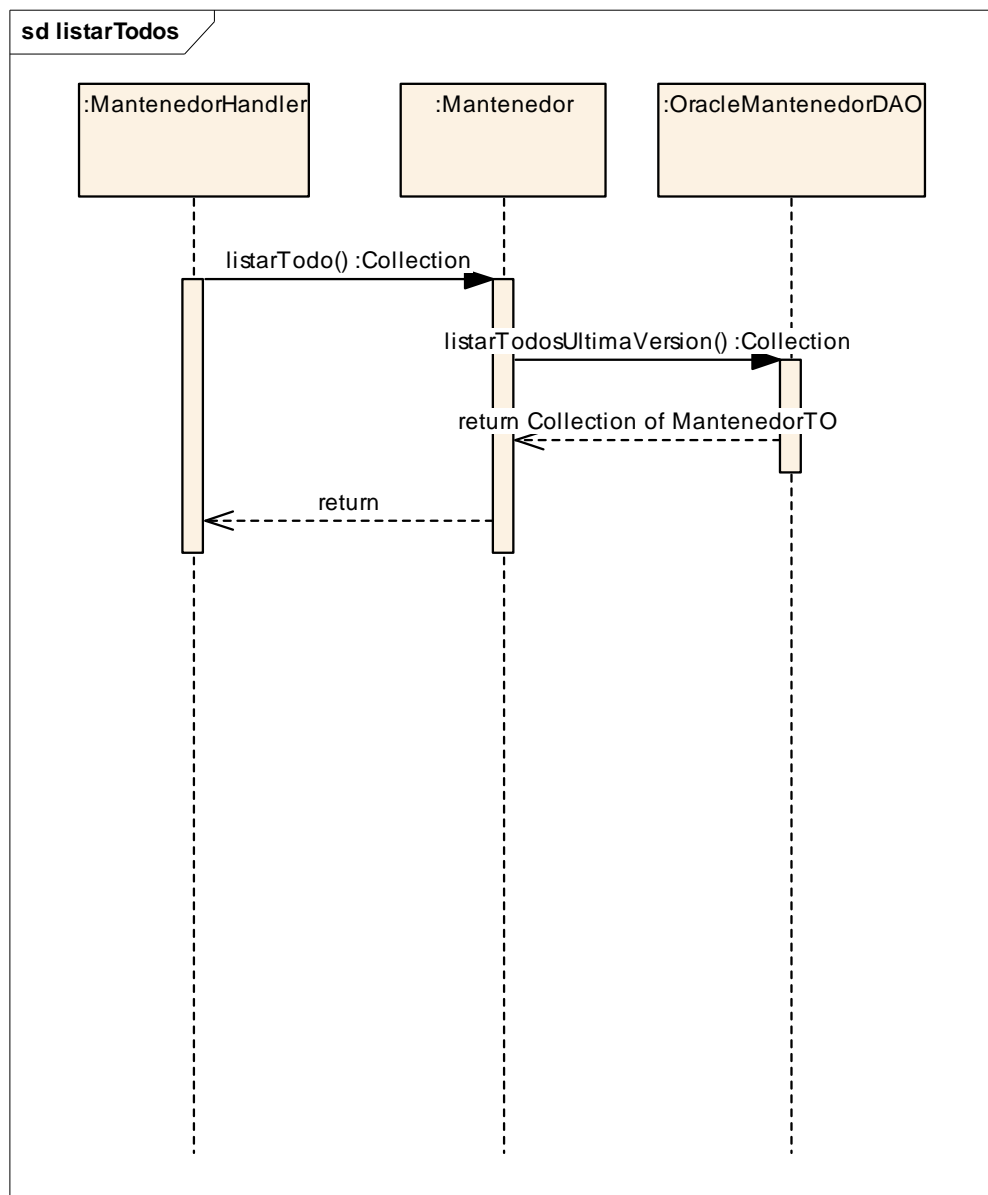 sd listarTodos
:MantenedorHandler
:Mantenedor
:OracleMantenedorDAO
listarTodo() :Collection
listarTodosUltimaVersion() :Collection
return Collection of MantenedorTO
return